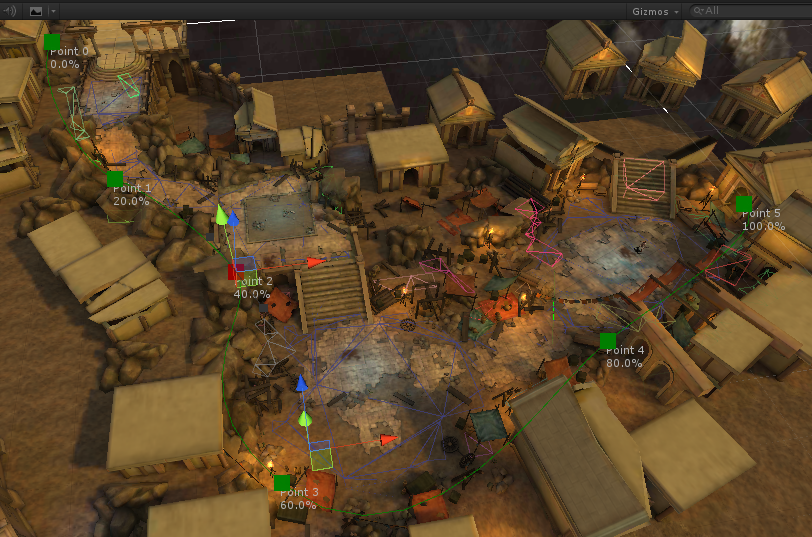 Gizmos
All
Point 0
0.0%
Point 1
20.0%
Point 2
40.0%
Point 3
60.0%
Point 4
80.0%
Point 5
100.0%